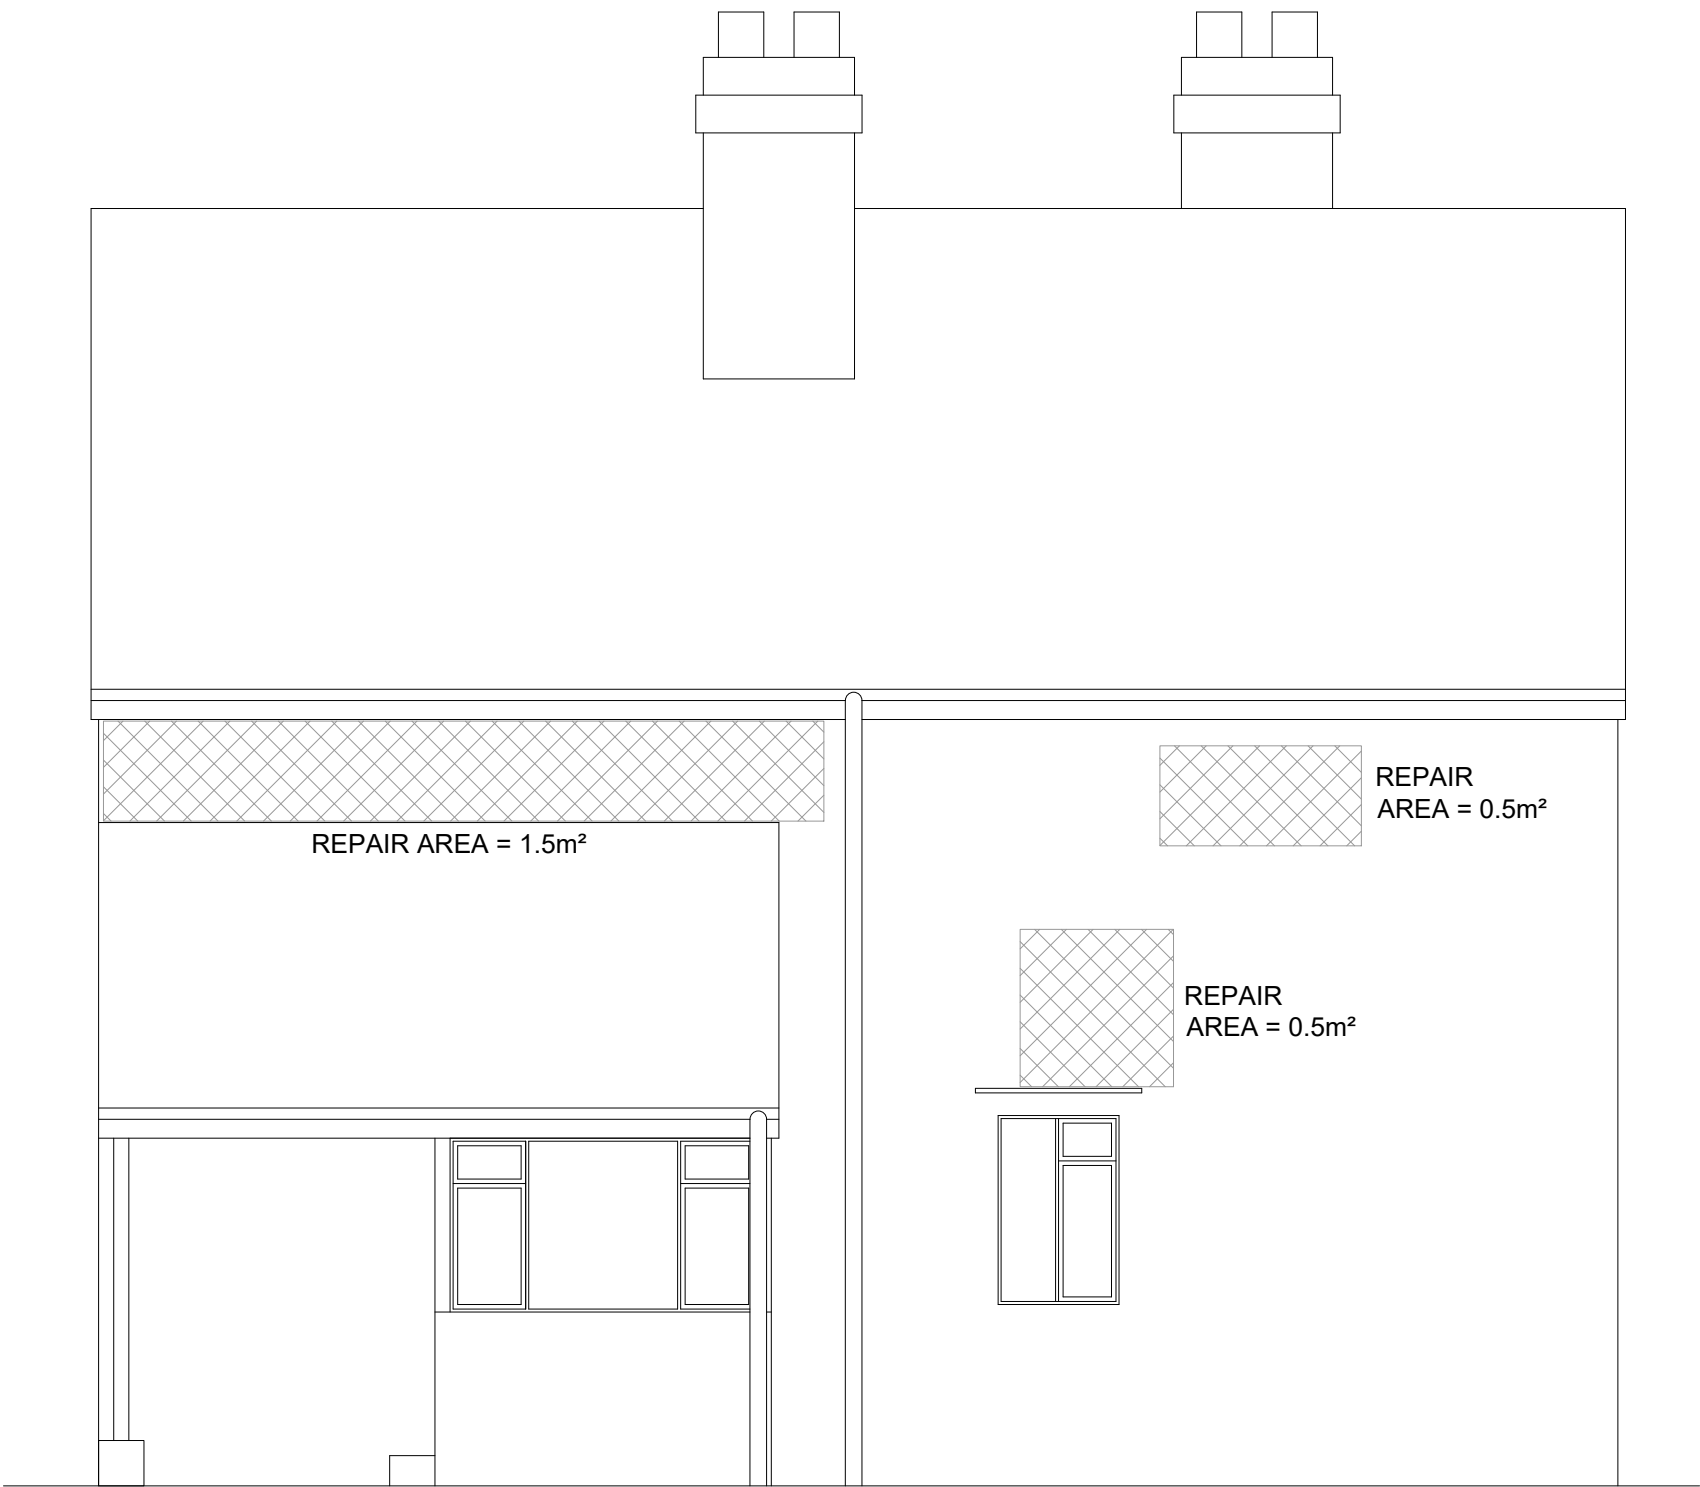 REPAIR
AREA = 0.5m²
REPAIR AREA = 1.5m²
REPAIR
AREA = 0.5m²